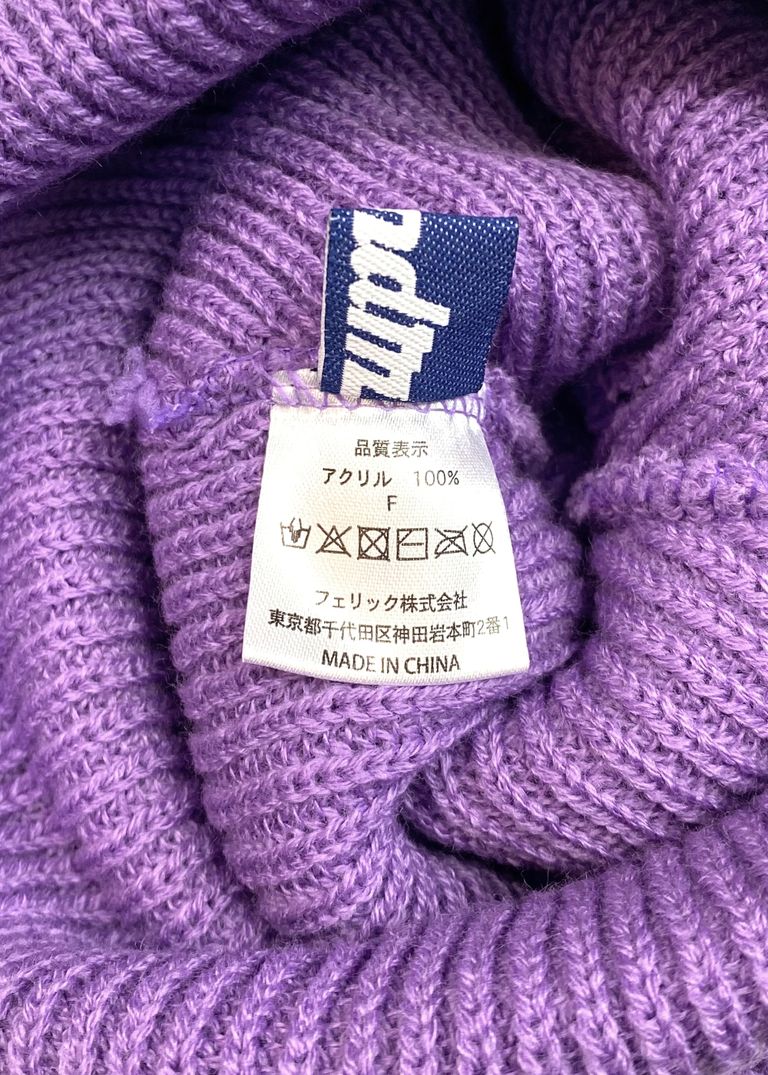 品質表示
アクリル 100%
F
フェリック株式会社
東京都千代田区神田岩本町2番1
MADE IN CHINA